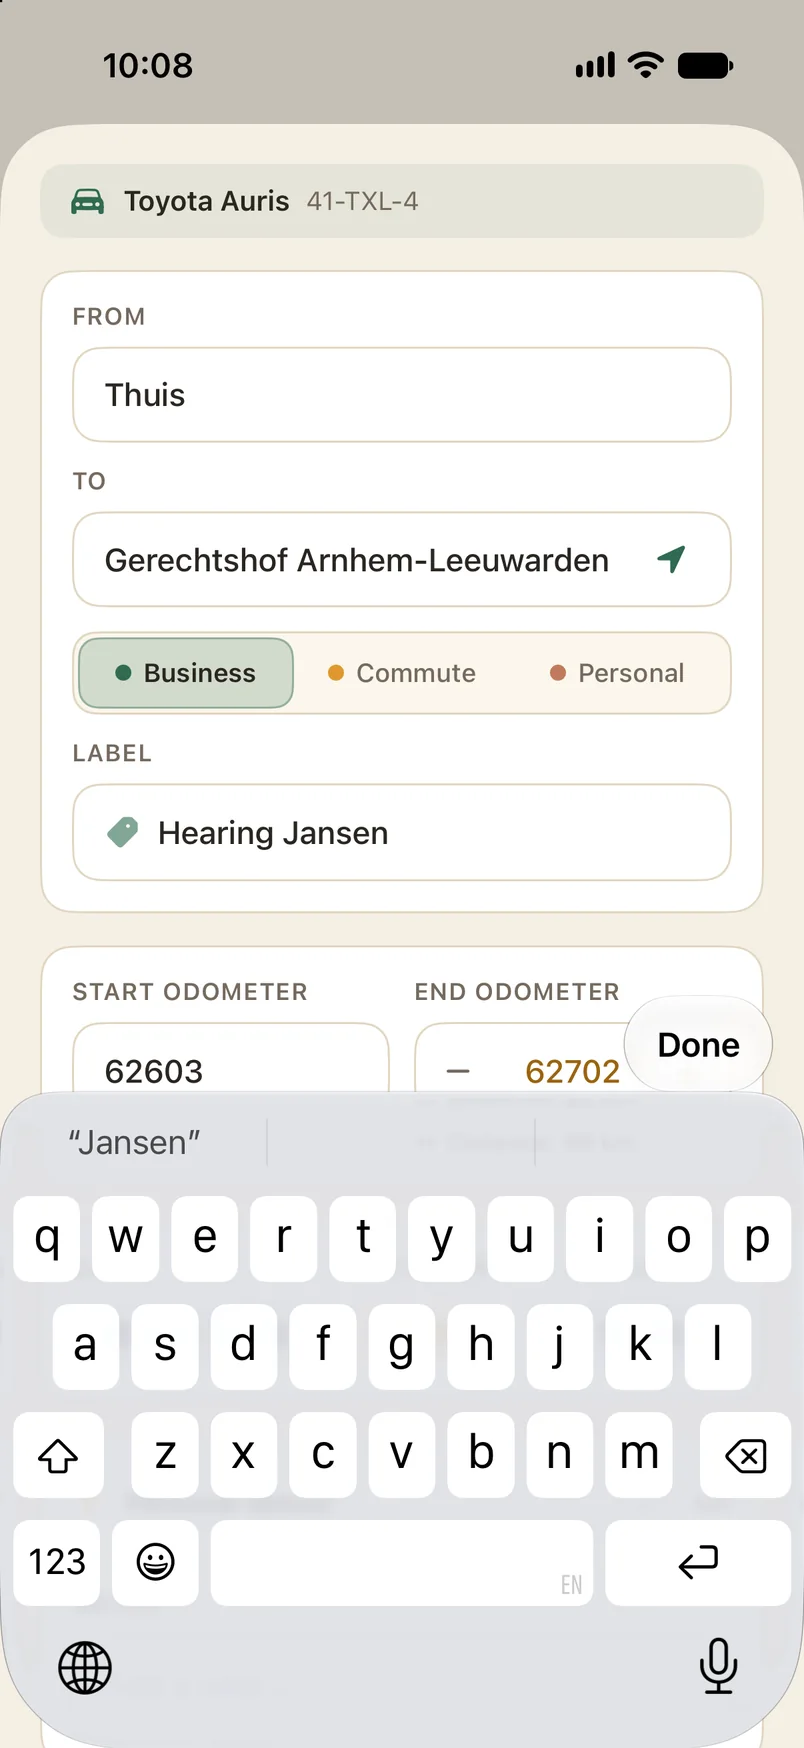 10:08
Toyota Auris 41-TXL-4
FROM
Thuis
TO
Gerechtshof Arnhem-Leeuwarden
Business Commute Personal
LABEL
Hearing Jansen
START ODOMETER END ODOMETER
62603 – 62702
Done
“Jansen”
q w e r t y u i o p
a s d f g h j k l
z x c v b n m
123 EN